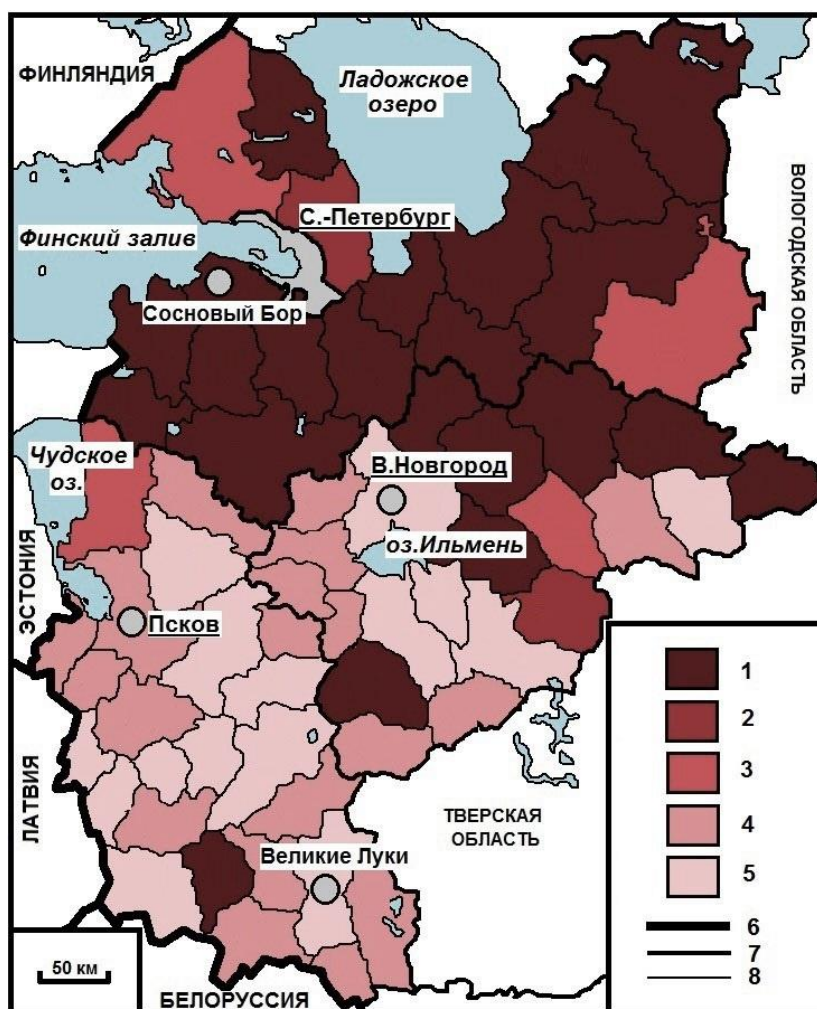 ФИНЛЯНДИЯ
Ладожское
озеро
С.-Петербург
Финский залив
Сосновый Бор
ВОЛОГОДСКАЯ ОБЛАСТЬ
Чудское
оз.
В.Новгород
оз.Ильмень
ЭСТОНИЯ
Псков
ЛАТВИЯ
ТВЕРСКАЯ
ОБЛАСТЬ
Великие Луки
50 км
БЕЛОРУССИЯ
1
2
3
4
5
6
7
8